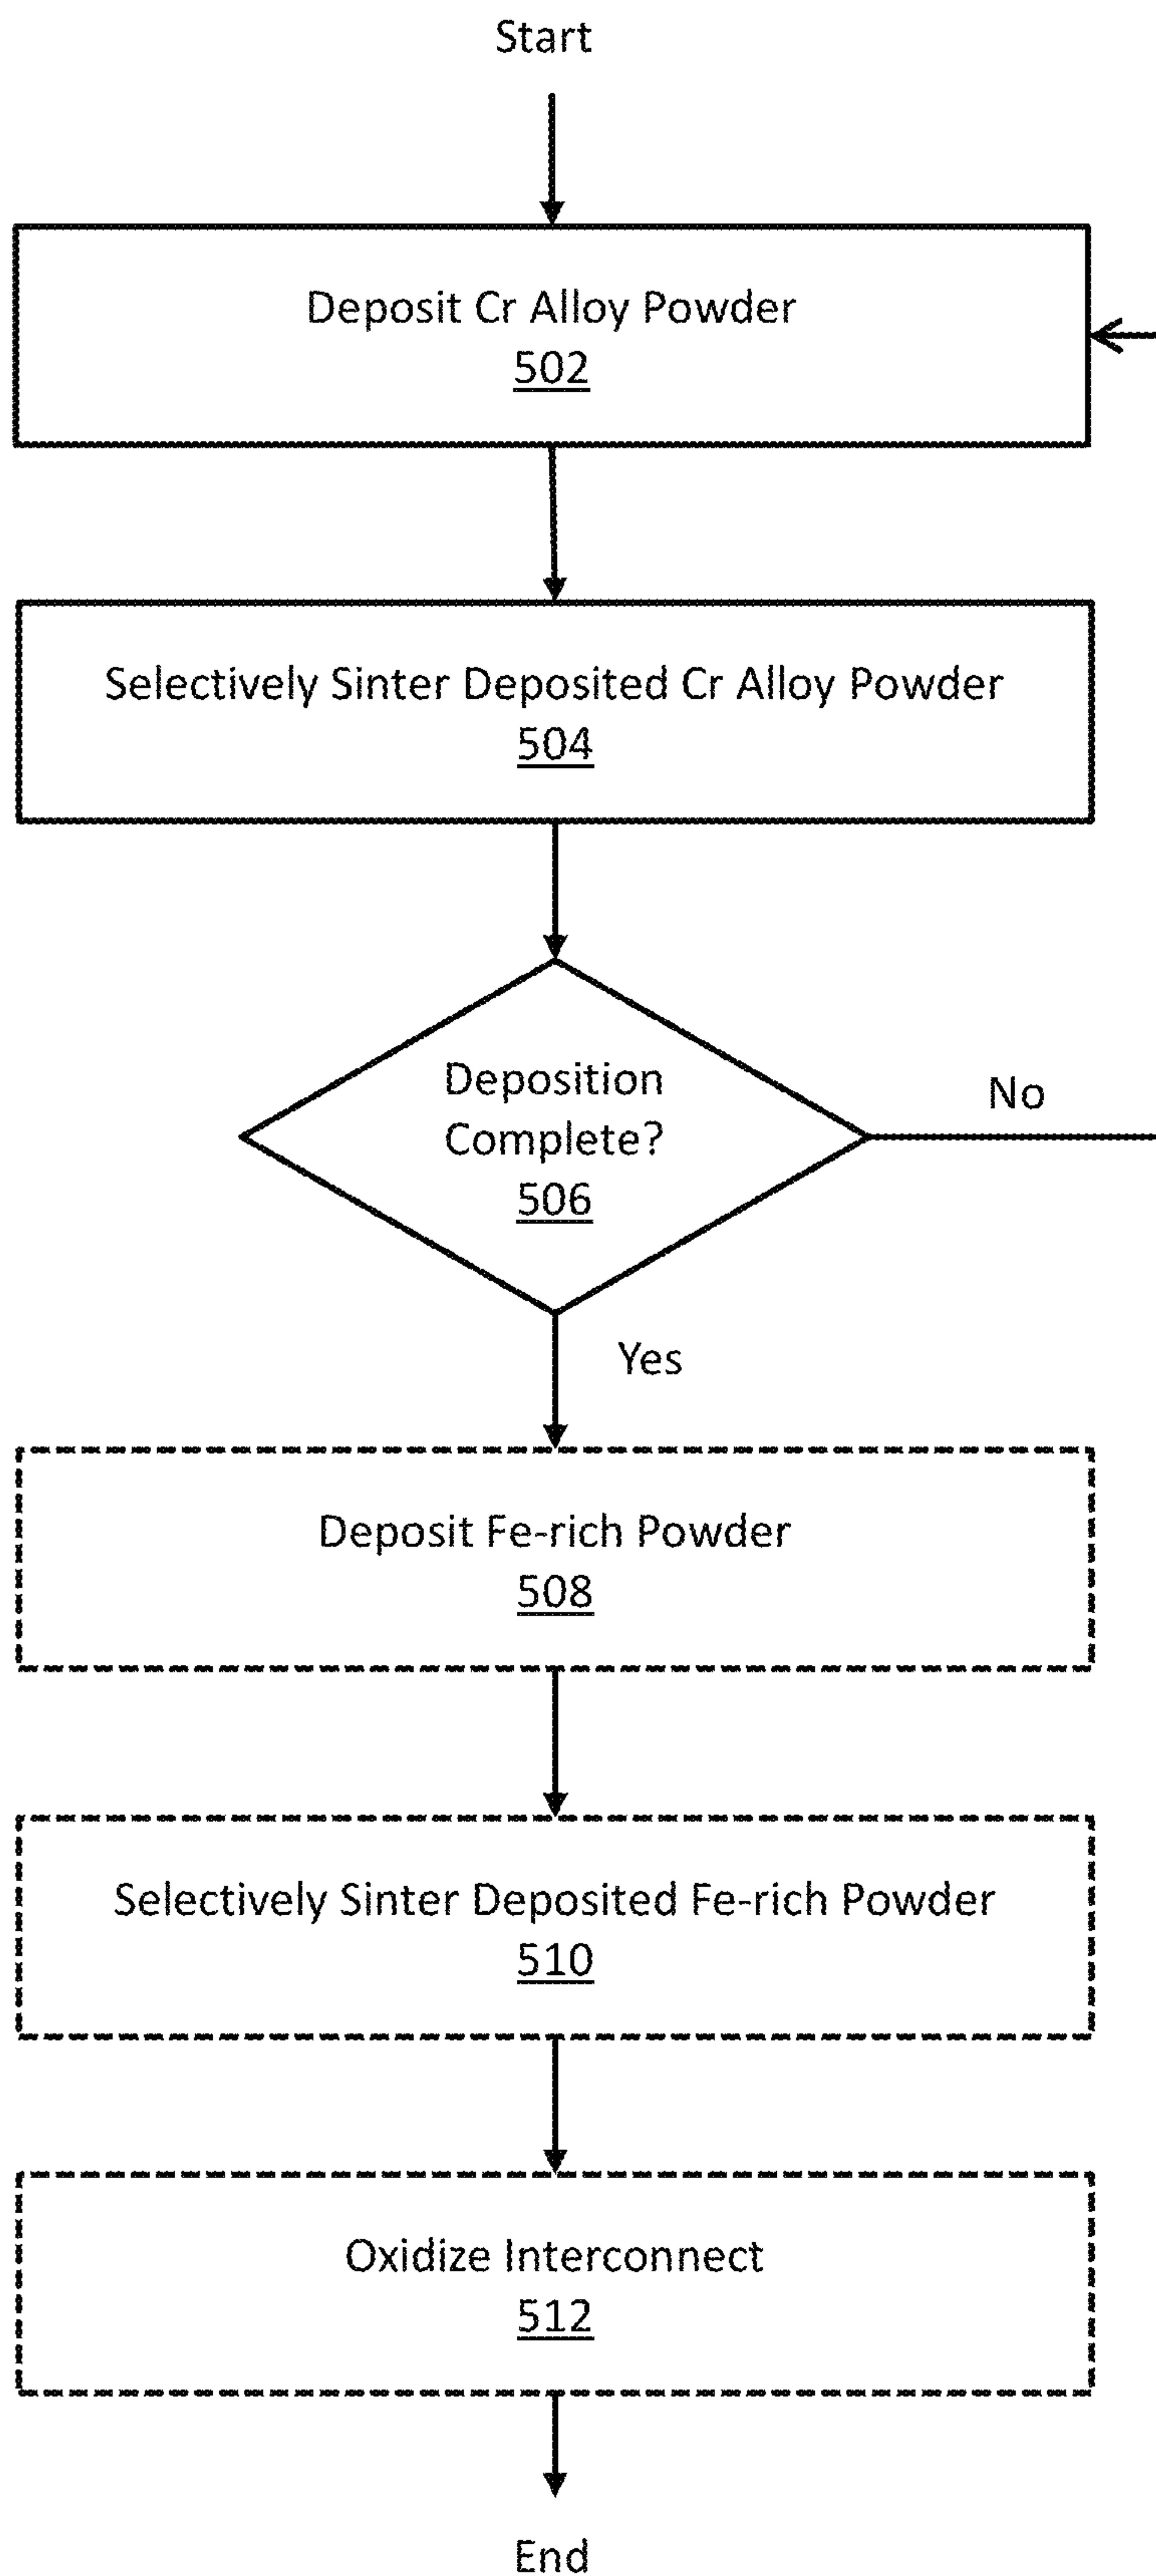 Start
Deposit Cr Alloy Powder
502
Selectively Sinter Deposited Cr Alloy Powder
504
Deposition
Complete?
506
No
Yes
Deposit Fe-rich Powder
508
Selectively Sinter Deposited Fe-rich Powder
510
Oxidize Interconnect
512
End